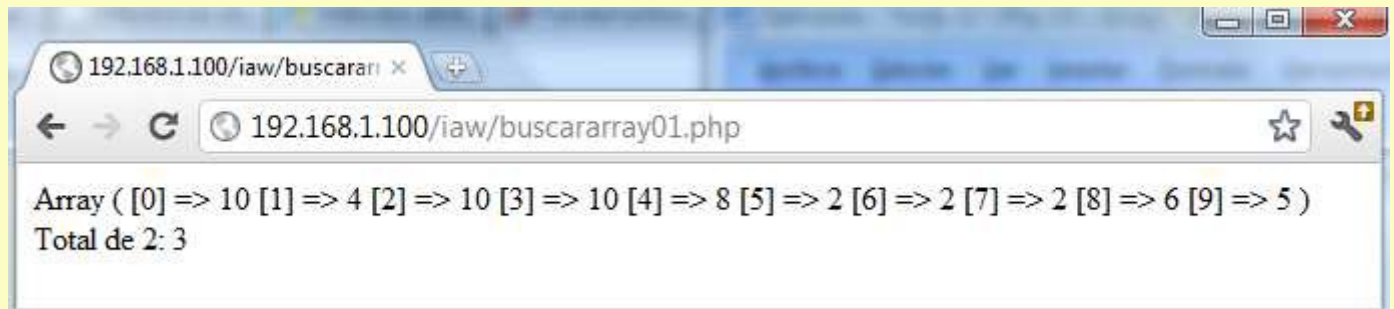 192.168.1.100/iaw/buscararr
192.168.1.100/iaw/buscararray01.php
Array ( [0] => 10 [1] => 4 [2] => 10 [3] => 10 [4] => 8 [5] => 2 [6] => 2 [7] => 2 [8] => 6 [9] => 5 )
Total de 2: 3